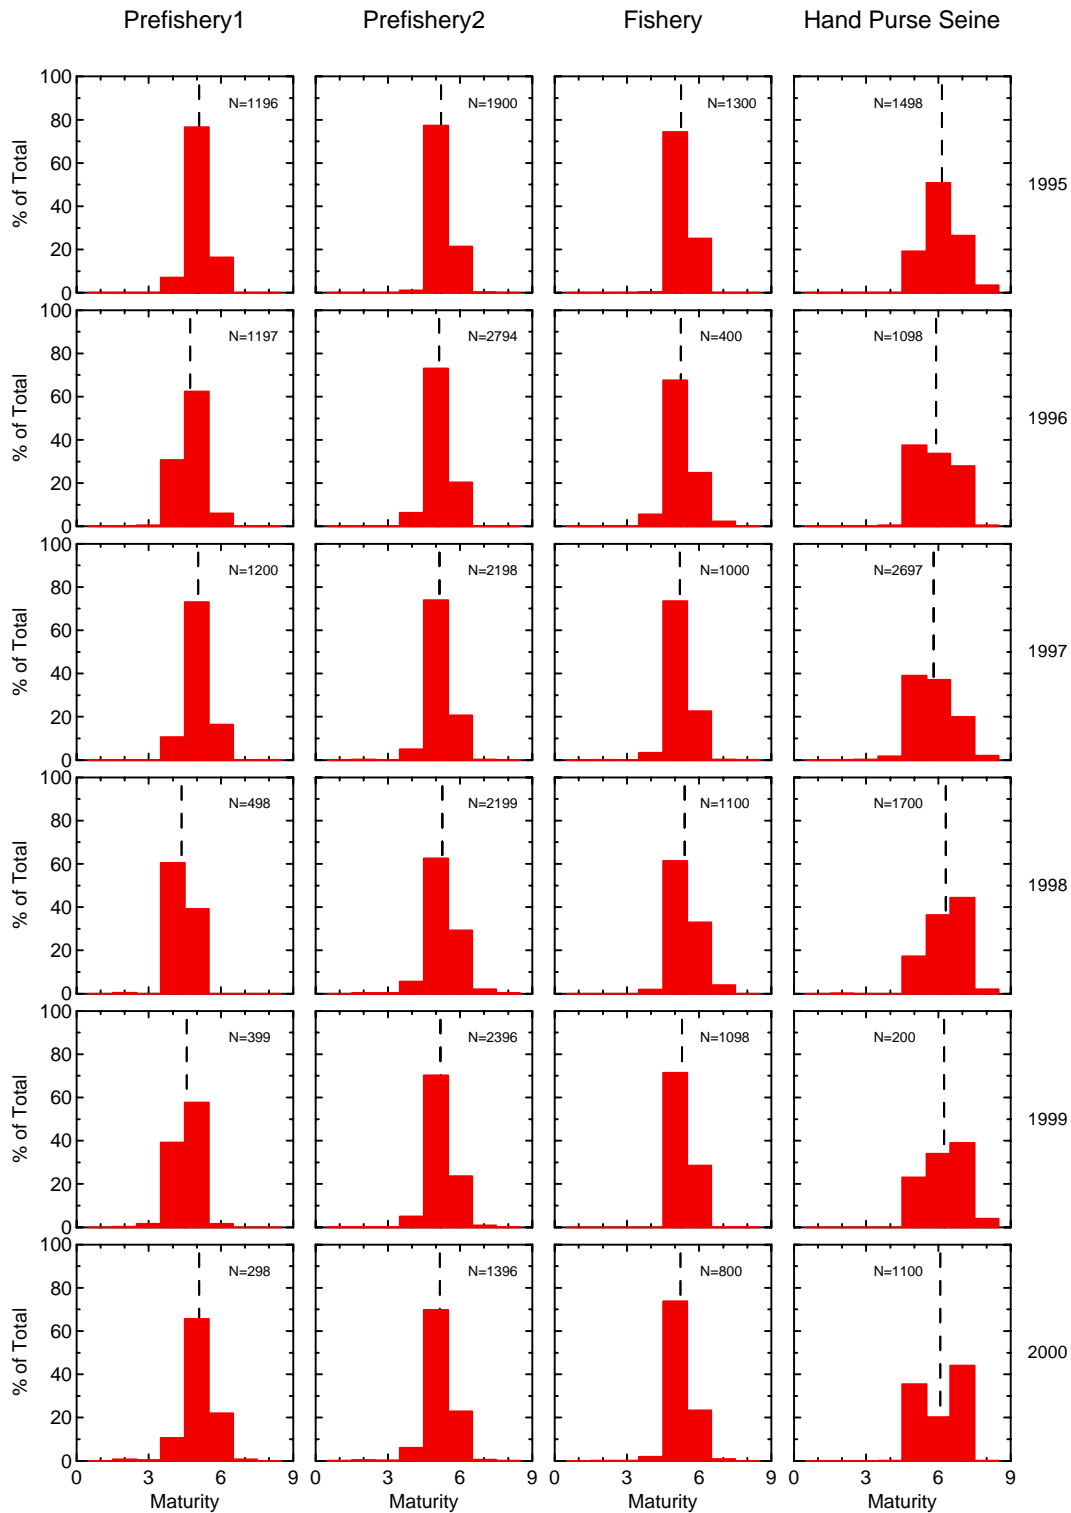 Prefishery1 Prefishery2 Fishery Hand Purse Seine
100 80 60 40 20 0 % of Total N=1196 N=1900 N=1300 N=1498 1995
100 80 60 40 20 0 % of Total N=1197 N=2794 N=400 N=1098 1996
100 80 60 40 20 0 % of Total N=1200 N=2198 N=1000 N=2697 1997
100 80 60 40 20 0 % of Total N=498 N=2199 N=1100 N=1700 1998
100 80 60 40 20 0 % of Total N=399 N=2396 N=1098 N=200 1999
100 80 60 40 20 0 % of Total N=298 N=1396 N=800 N=1100 2000
3 6 9 0 3 6 9 0 3 6 9 0 3 6 9
Maturity Maturity Maturity Maturity